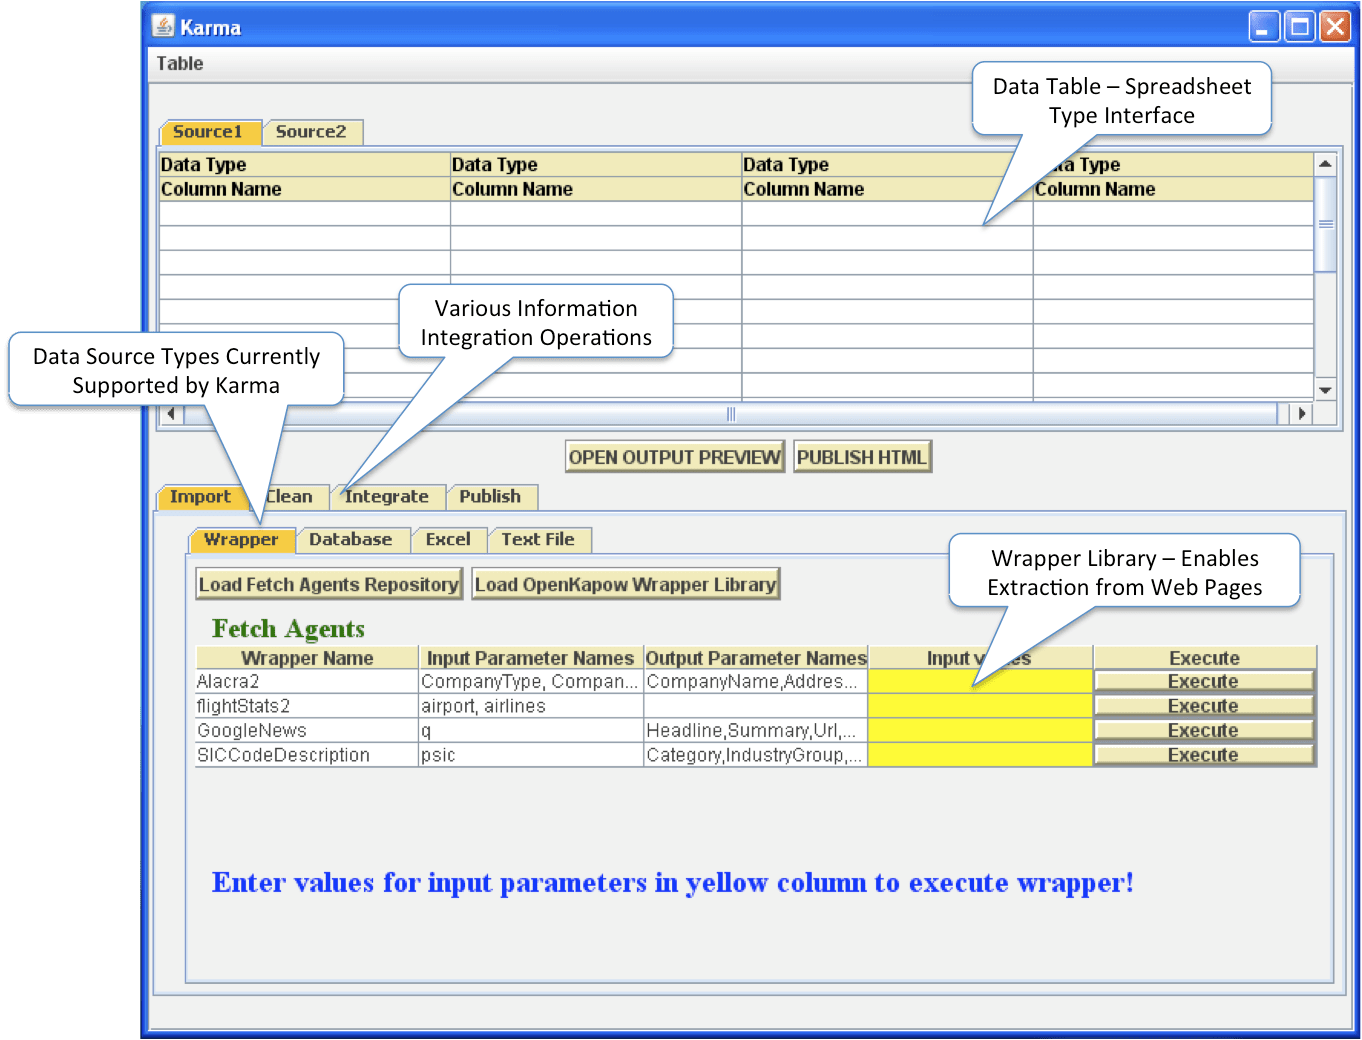 Karma
Table
Data Table – Spreadsheet
Type Interface
Source1 Source2
Data Type Data Type Data Type Data Type
Column Name Column Name Column Name Column Name
Various Information
Integration Operations
Data Source Types Currently
Supported by Karma
OPEN OUTPUT PREVIEW PUBLISH HTML
Import Clean Integrate Publish
Wrapper Database Excel Text File
Wrapper Library – Enables
Extraction from Web Pages
Load Fetch Agents Repository Load OpenKapow Wrapper Library
Fetch Agents
Wrapper Name Input Parameter Names Output Parameter Names Input values Execute
Alacra2 CompanyType, Compan... CompanyName,Addres... Execute
flightStats2 airport, airlines Execute
GoogleNews q Headline,Summary,Url,... Execute
SICCodeDescription psic Category,IndustryGroup,... Execute
Enter values for input parameters in yellow column to execute wrapper!